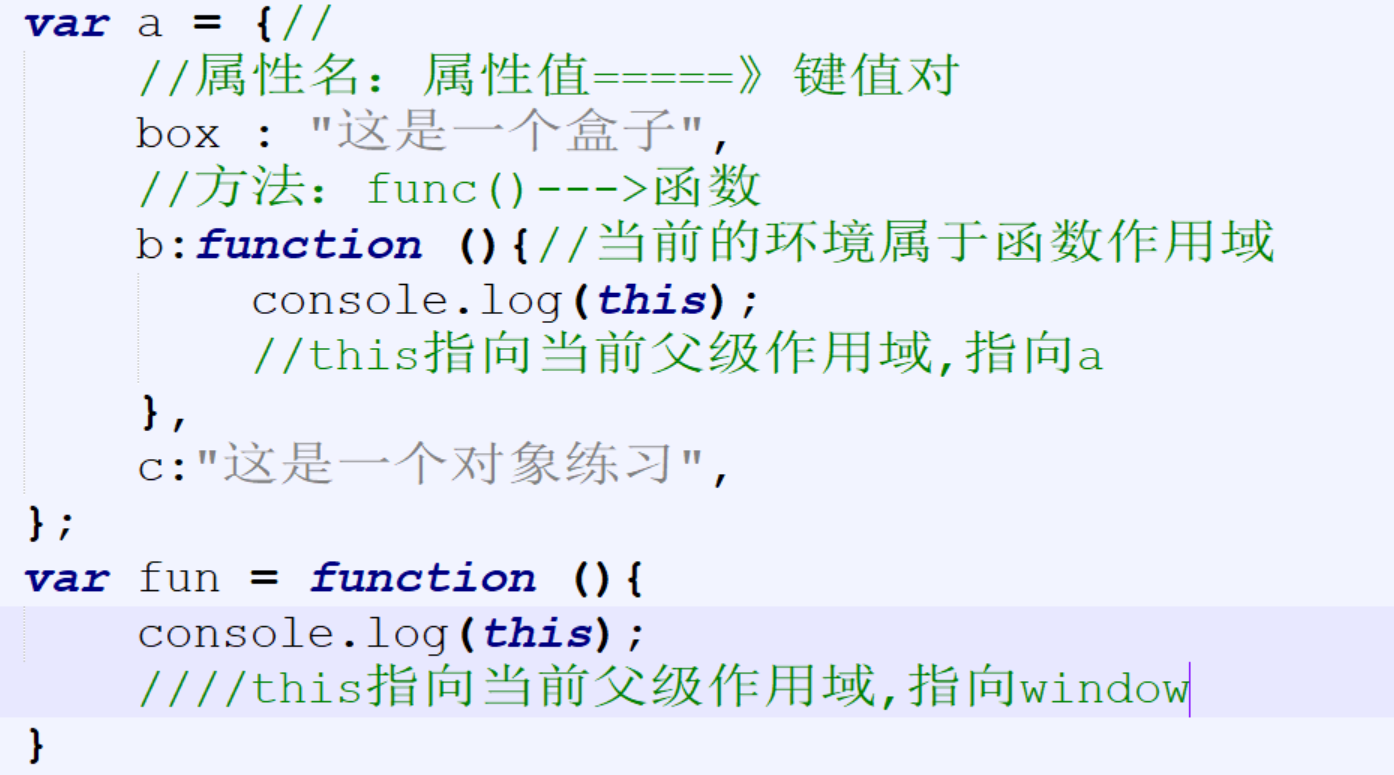 var a = {//
    //属性名：属性值=====》键值对
    box : "这是一个盒子",
    //方法：func()--->函数
    b:function (){//当前的环境属于函数作用域
        console.log(this);
        //this指向当前父级作用域,指向a
    },
    c:"这是一个对象练习",
};
var fun = function (){
    console.log(this);
    ////this指向当前父级作用域,指向window
}